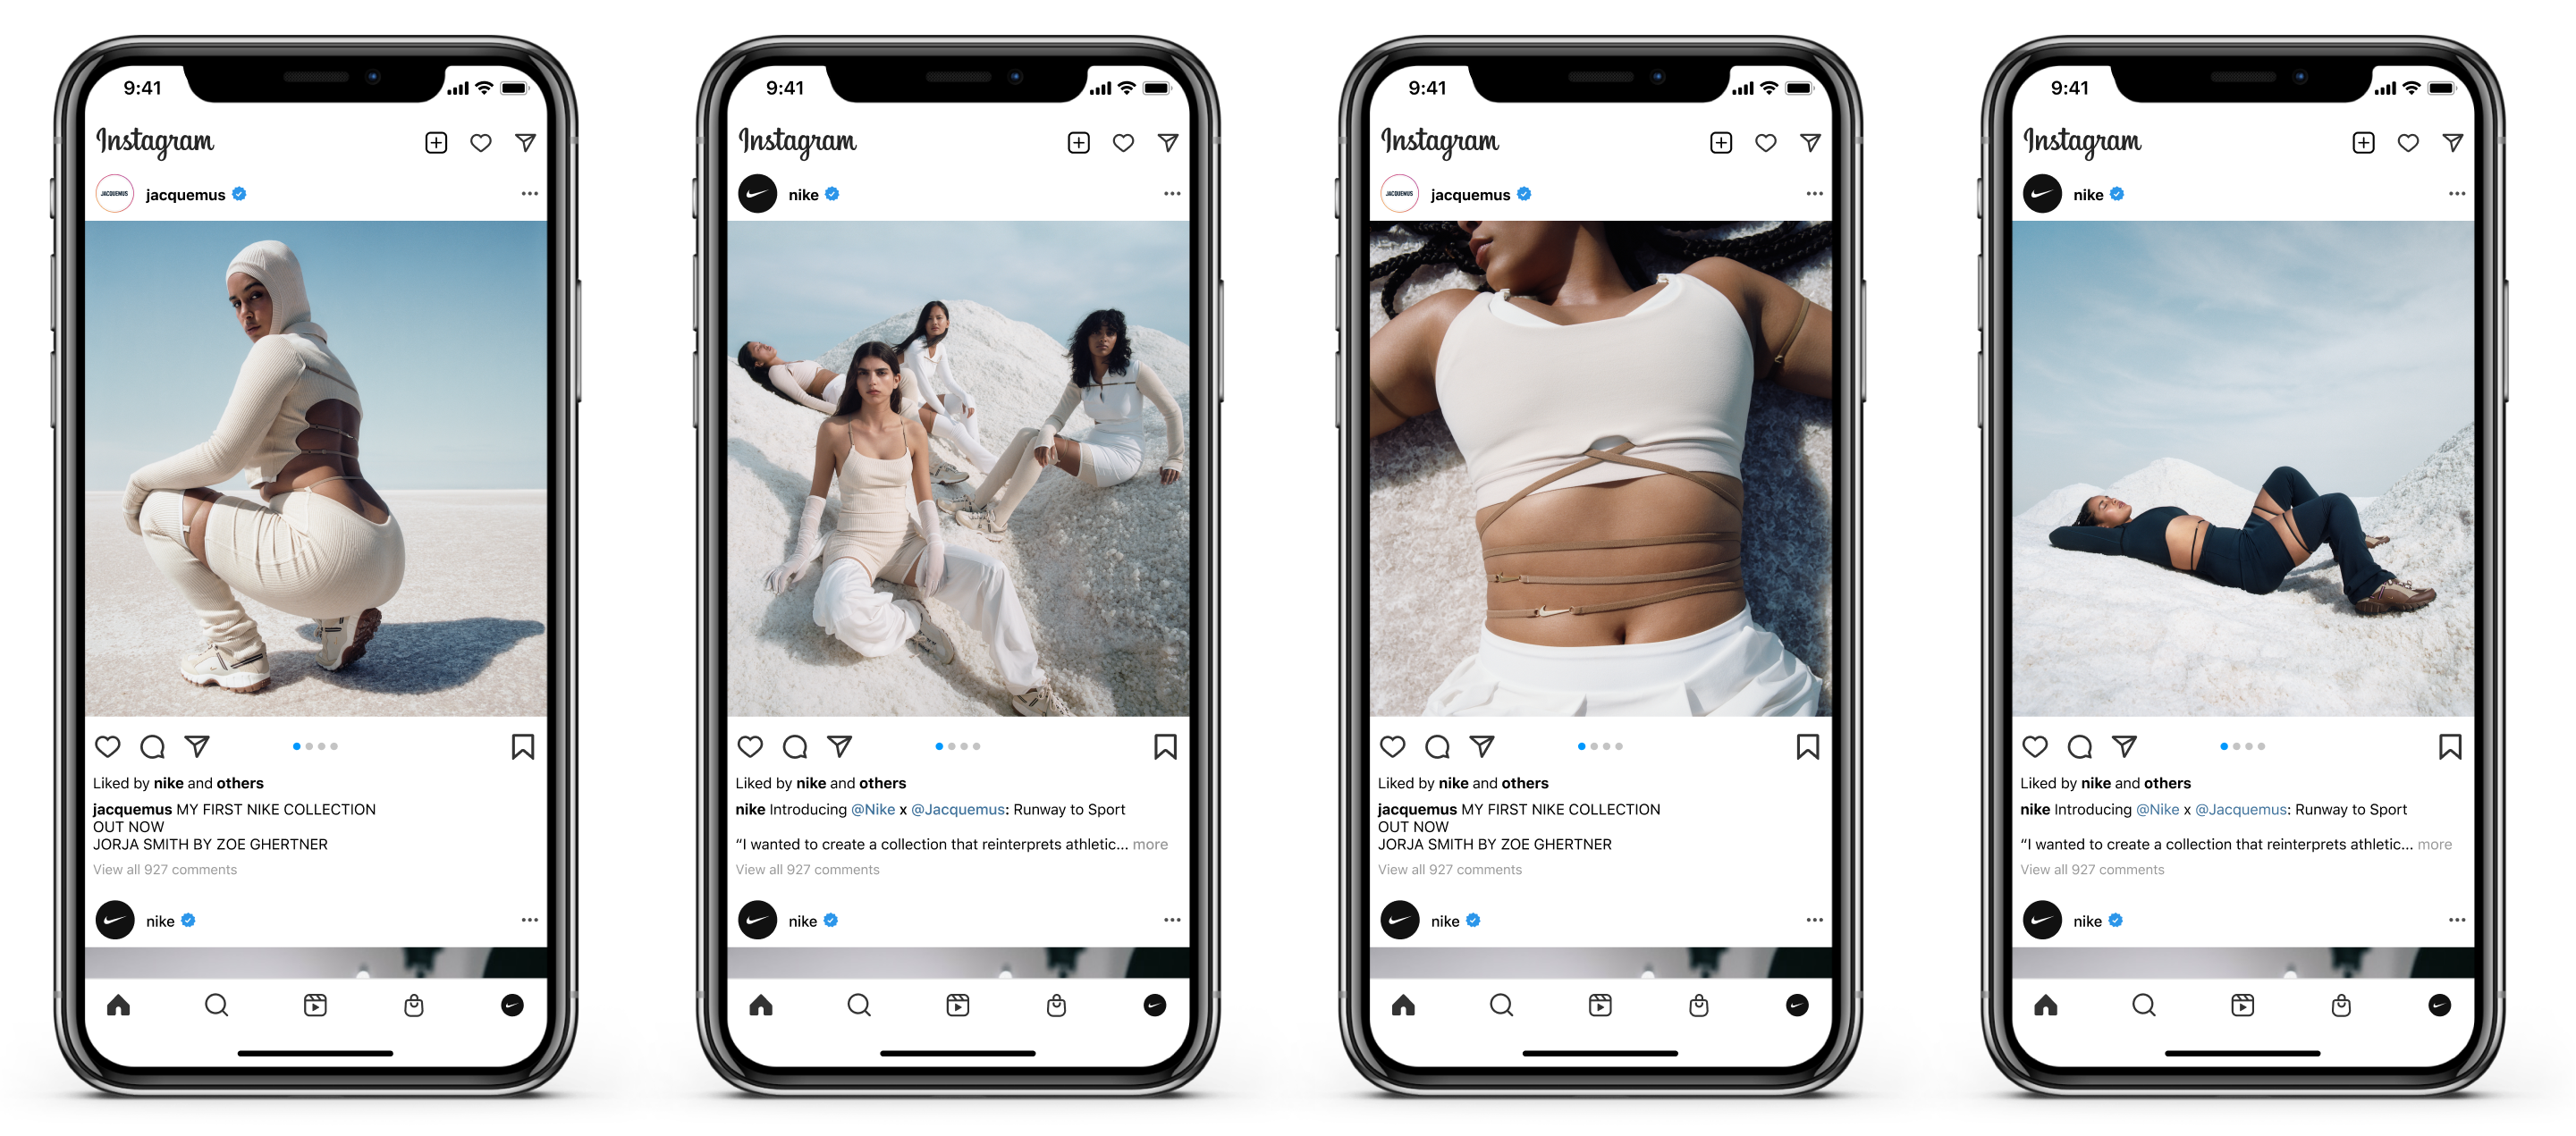 9:41
Instagram
JACQUEMUS
jacquemus
Liked by nike and others
jacquemus MY FIRST NIKE COLLECTION
OUT NOW
JORJA SMITH BY ZOE GHERTNER
View all 927 comments
nike
9:41
Instagram
nike
Liked by nike and others
nike Introducing @Nike x @Jacquemus: Runway to Sport
“I wanted to create a collection that reinterprets athletic... more
View all 927 comments
nike
9:41
Instagram
JACQUEMUS
jacquemus
Liked by nike and others
jacquemus MY FIRST NIKE COLLECTION
OUT NOW
JORJA SMITH BY ZOE GHERTNER
View all 927 comments
nike
9:41
Instagram
nike
Liked by nike and others
nike Introducing @Nike x @Jacquemus: Runway to Sport
“I wanted to create a collection that reinterprets athletic... more
View all 927 comments
nike